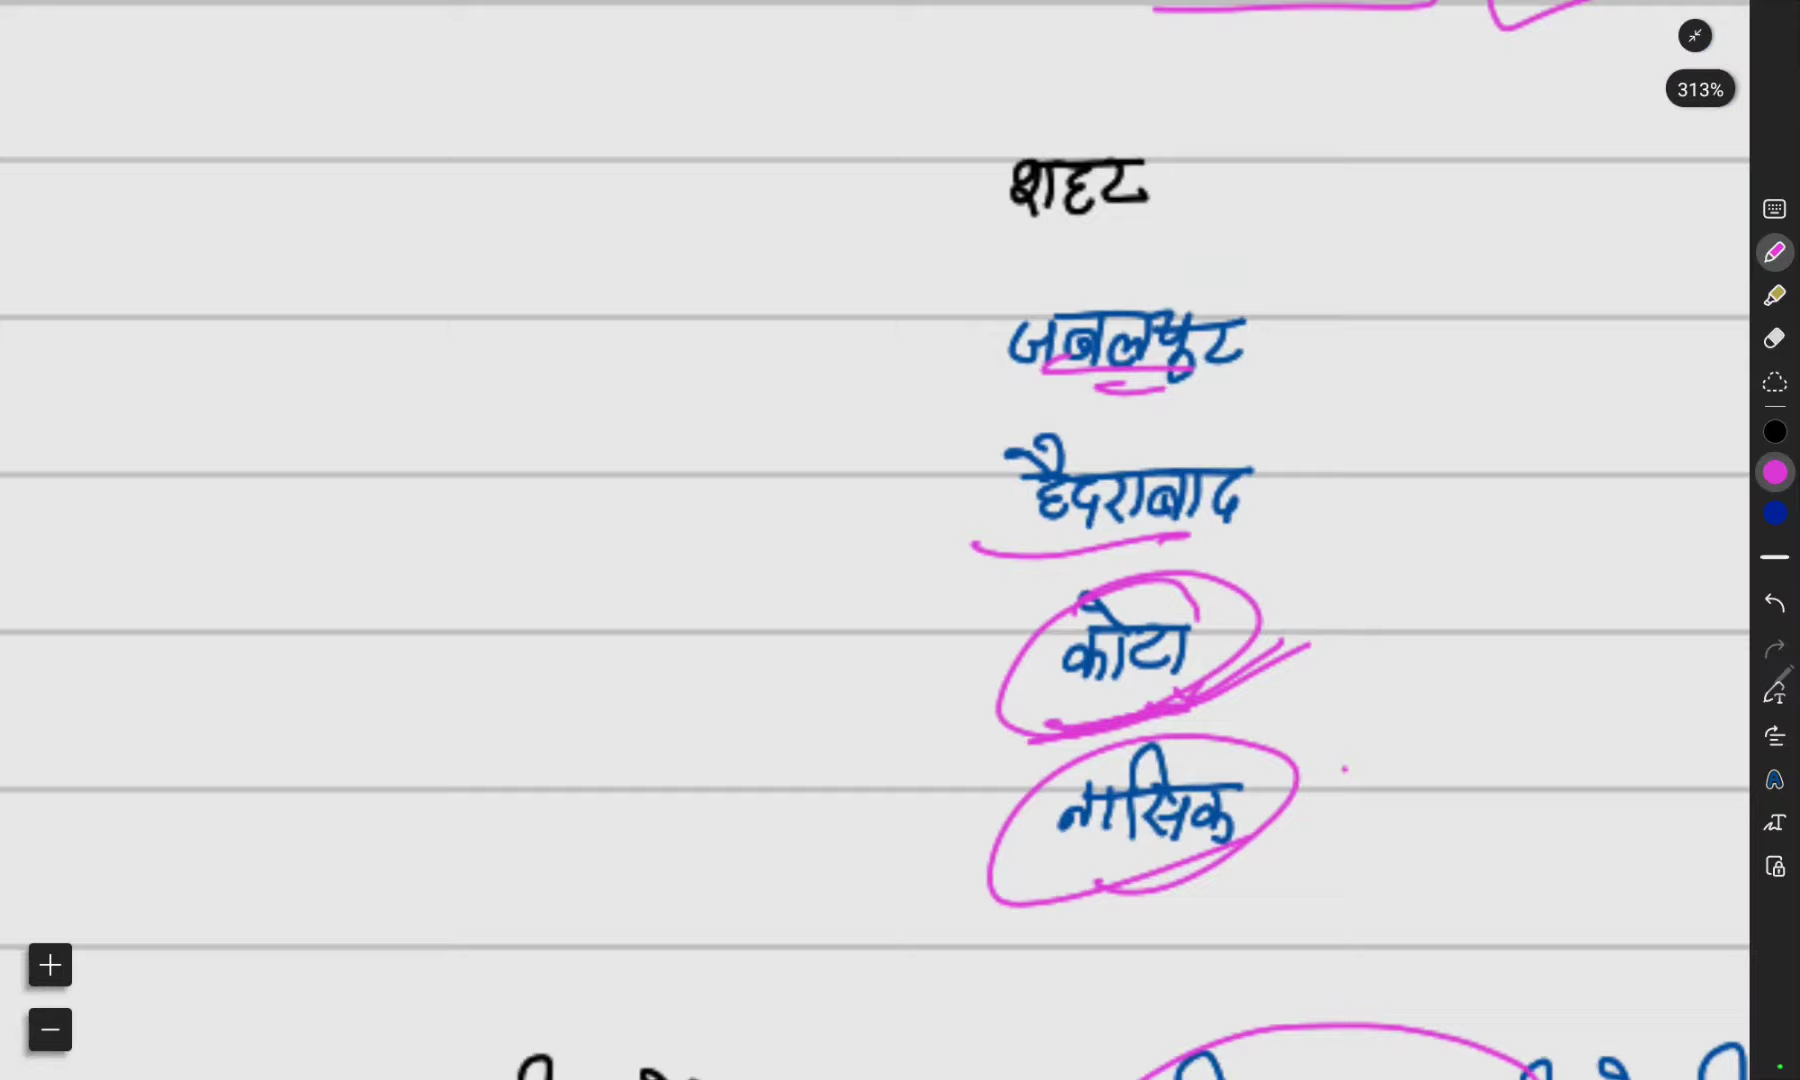 313%
शहर
जबलपुर
हैदराबाद
कोटा
नासिक